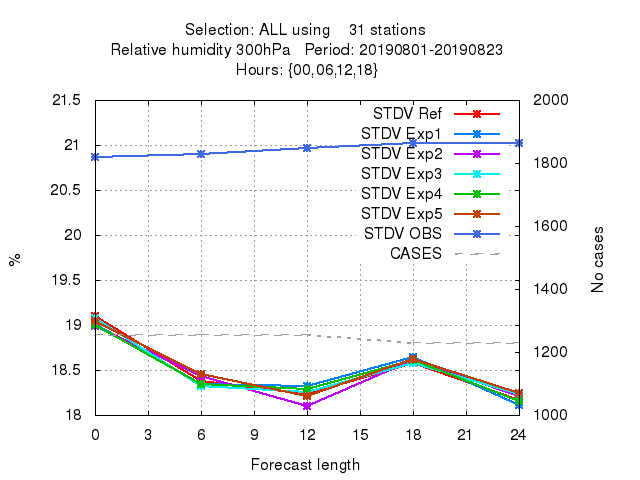 Selection: ALL using 31 stations
Relative humidity 300hPa Period: 20190801-20190823
Hours: {00,06,12,18}
21.5
21
20.5
20
19.5
19
18.5
18
%
2000
1800
1600
1400
1200
1000
No cases
STDV Ref
STDV Exp1
STDV Exp2
STDV Exp3
STDV Exp4
STDV Exp5
STDV OBS
CASES
0 3 6 9 12 15 18 21 24
Forecast length